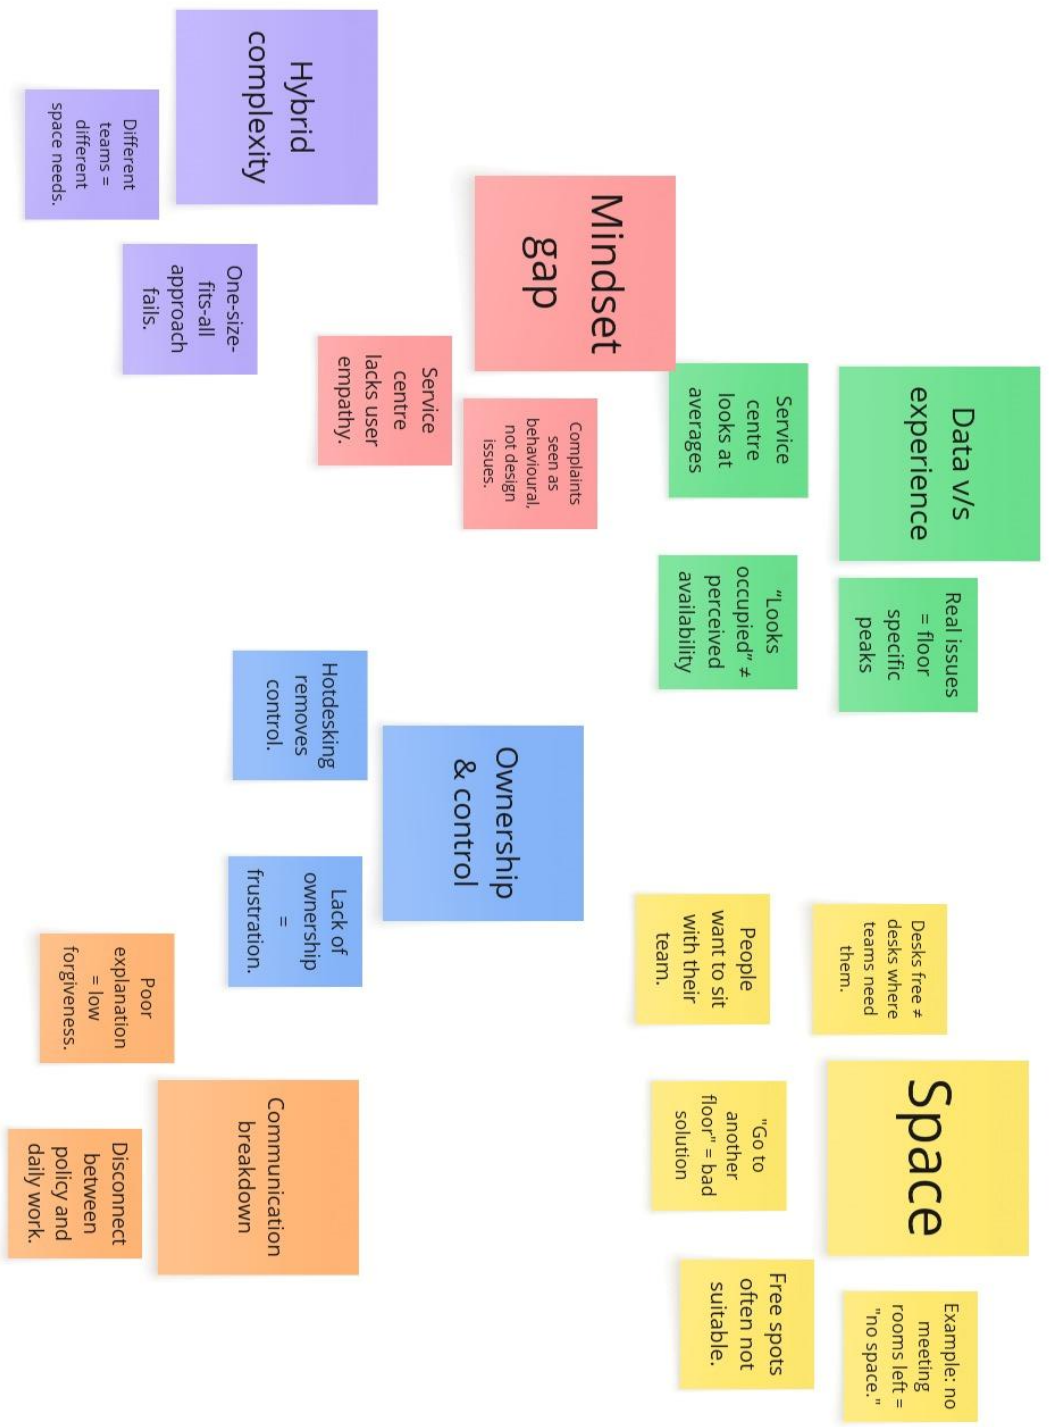 Data v/s
experience
Real issues
= floor
specific
peaks
Service
centre
looks at
averages
"Looks
occupied" ≠
perceived
availability
Mindset
gap
Complaints
seen as
behavioural,
not design
issues.
Service
centre
lacks user
empathy.
Hybrid
complexity
One-size-
fits-all
approach
fails.
Different
teams =
different
space needs.
Space
Desks free ≠
desks where
teams need
them.
Example: no
meeting
rooms left =
"no space."
People
want to sit
with their
team.
"Go to
another
floor" = bad
solution
Free spots
often not
suitable.
Ownership
& control
Hotdesking
removes
control.
Lack of
ownership
=
frustration.
Communication
breakdown
Poor
explanation
= low
forgiveness.
Disconnect
between
policy and
daily work.